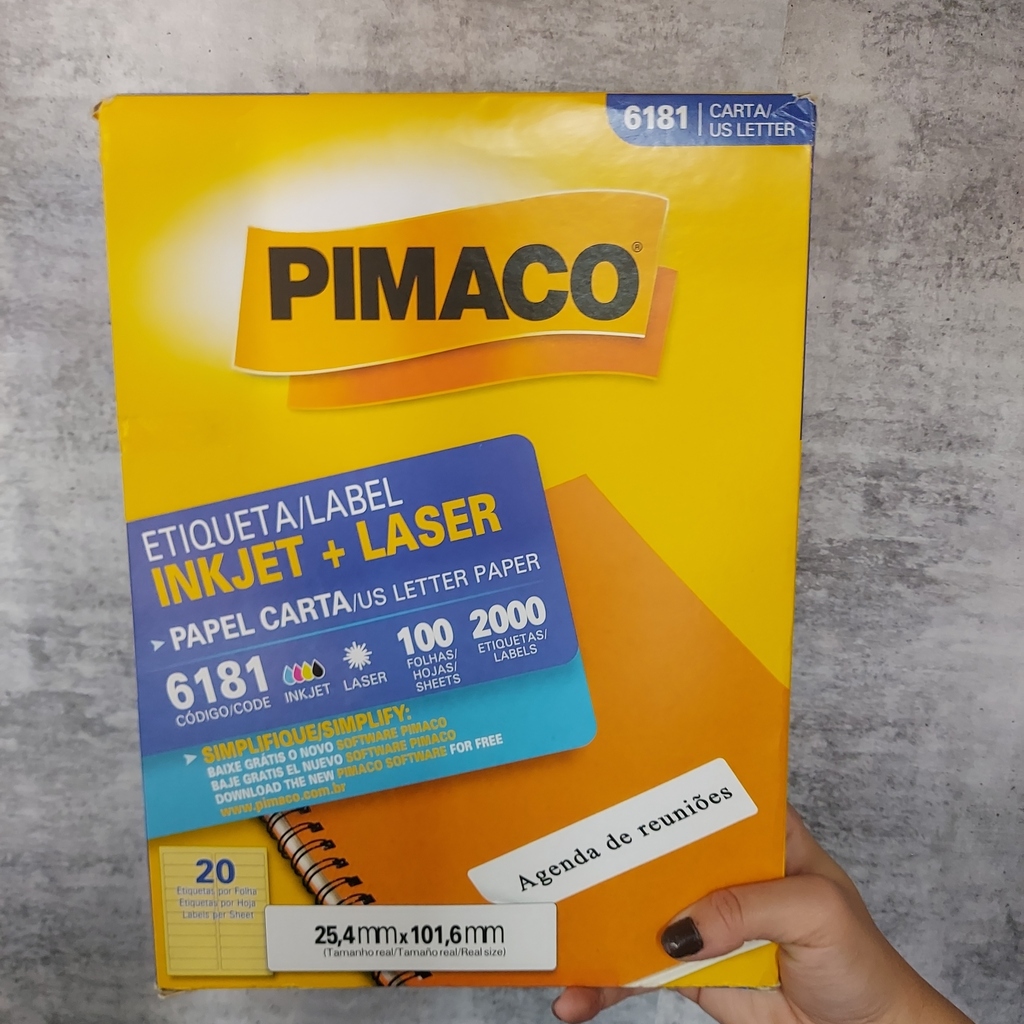 6181 | CARTA/
US LETTER
PIMACO®
ETIQUETA/LABEL
INKJET + LASER
PAPEL CARTA/US LETTER PAPER
6181
CÓDIGO/CODE
INKJET
LASER
100
FOLHAS/
HOJAS/
SHEETS
2000
ETIQUETAS/
LABELS
SIMPLIFIQUE/SIMPLIFY:
BAIXE GRÁTIS O NOVO SOFTWARE PIMACO
BAJE GRATIS EL NUEVO SOFTWARE PIMACO
DOWNLOAD THE NEW PIMACO SOFTWARE FOR FREE
www.pimaco.com.br
Agenda de reuniões
20
Etiquetas por Folha
Etiquetas por Hoja
Labels per Sheet
25,4mm x 101,6mm
(Tamanho real/Tamaño real/Real size)